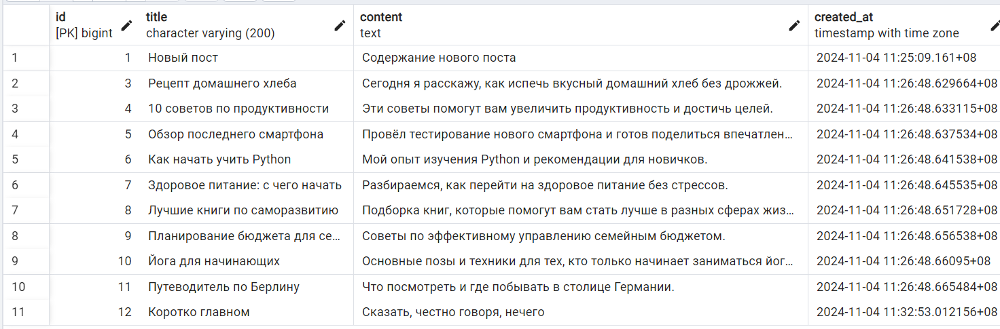 id title content created_at
[PK] bigint character varying (200) text timestamp with time zone
1 1 Новый пост Содержание нового поста 2024-11-04 11:25:09.161+08
2 3 Рецепт домашнего хлеба Сегодня я расскажу, как испечь вкусный домашний хлеб без дрожжей. 2024-11-04 11:26:48.629664+08
3 4 10 советов по продуктивности Эти советы помогут вам увеличить продуктивность и достичь целей. 2024-11-04 11:26:48.633115+08
4 5 Обзор последнего смартфона Провёл тестирование нового смартфона и готов поделиться впечатлен… 2024-11-04 11:26:48.637534+08
5 6 Как начать учить Python Мой опыт изучения Python и рекомендации для новичков. 2024-11-04 11:26:48.641538+08
6 7 Здоровое питание: с чего начать Разбираемся, как перейти на здоровое питание без стрессов. 2024-11-04 11:26:48.645535+08
7 8 Лучшие книги по саморазвитию Подборка книг, которые помогут вам стать лучше в разных сферах жиз… 2024-11-04 11:26:48.651728+08
8 9 Планирование бюджета для се… Советы по эффективному управлению семейным бюджетом. 2024-11-04 11:26:48.656538+08
9 10 Йога для начинающих Основные позы и техники для тех, кто только начинает заниматься йог… 2024-11-04 11:26:48.66095+08
10 11 Путеводитель по Берлину Что посмотреть и где побывать в столице Германии. 2024-11-04 11:26:48.665484+08
11 12 Коротко главном Сказать, честно говоря, нечего 2024-11-04 11:32:53.012156+08